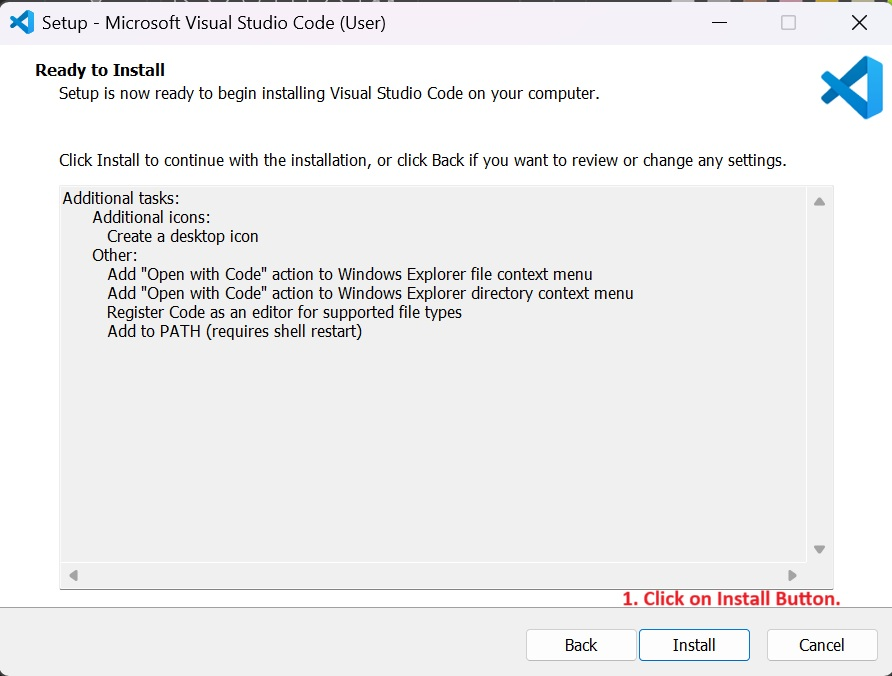 Setup - Microsoft Visual Studio Code (User)
Ready to Install
Setup is now ready to begin installing Visual Studio Code on your computer.
Click Install to continue with the installation, or click Back if you want to review or change any settings.
Additional tasks:
Additional icons:
Create a desktop icon
Other:
Add "Open with Code" action to Windows Explorer file context menu
Add "Open with Code" action to Windows Explorer directory context menu
Register Code as an editor for supported file types
Add to PATH (requires shell restart)
1. Click on Install Button.
Back Install Cancel